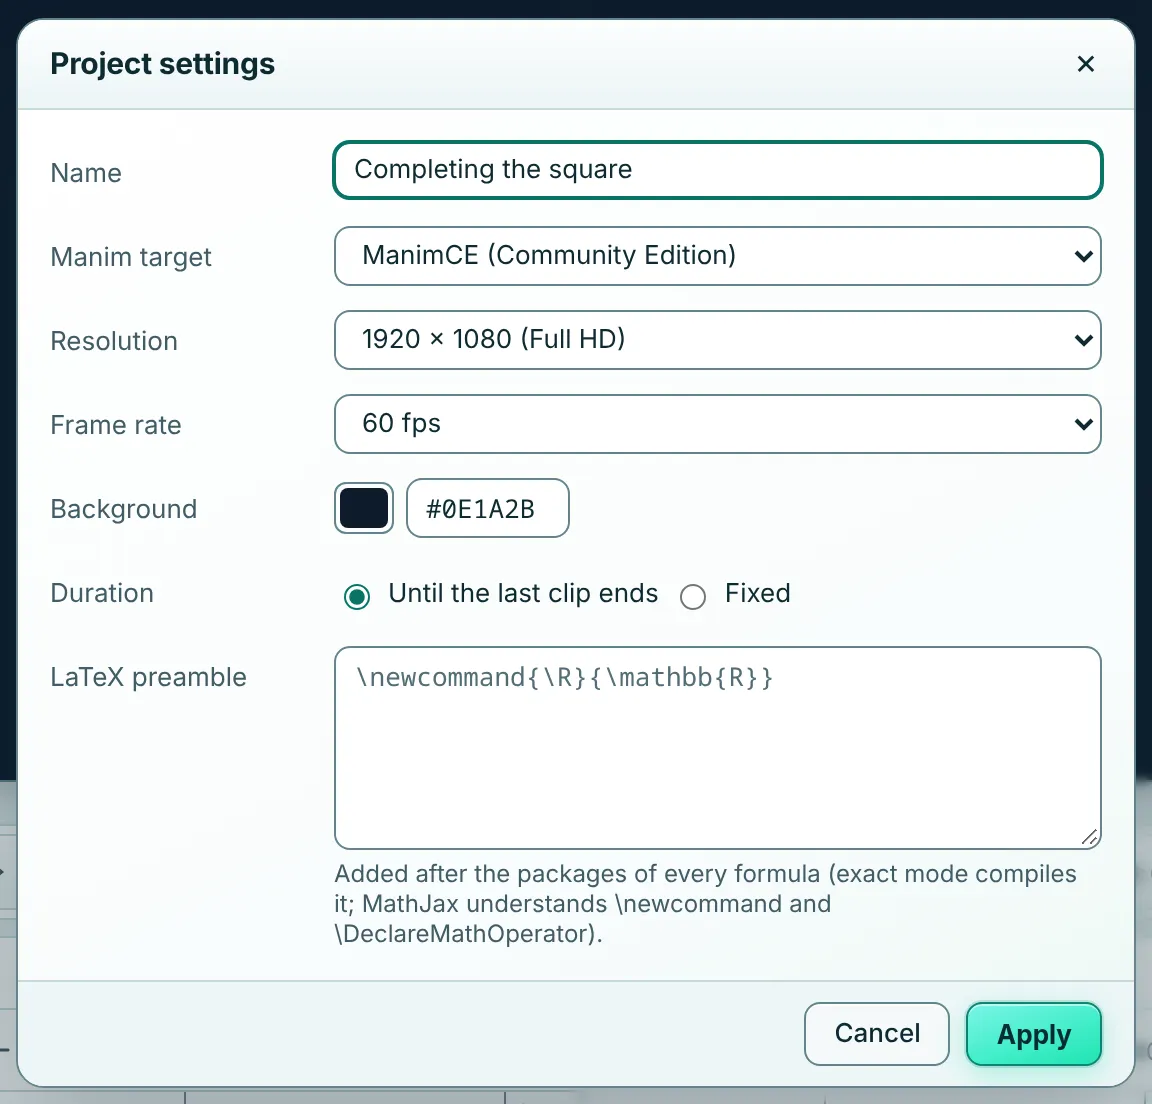 Project settings
Name
Completing the square
Manim target
ManimCE (Community Edition)
Resolution
1920 × 1080 (Full HD)
Frame rate
60 fps
Background
#0E1A2B
Duration
Until the last clip ends
Fixed
LaTeX preamble
\newcommand{\R}{\mathbb{R}}
Added after the packages of every formula (exact mode compiles
it; MathJax understands \newcommand and
\DeclareMathOperator).
Cancel
Apply